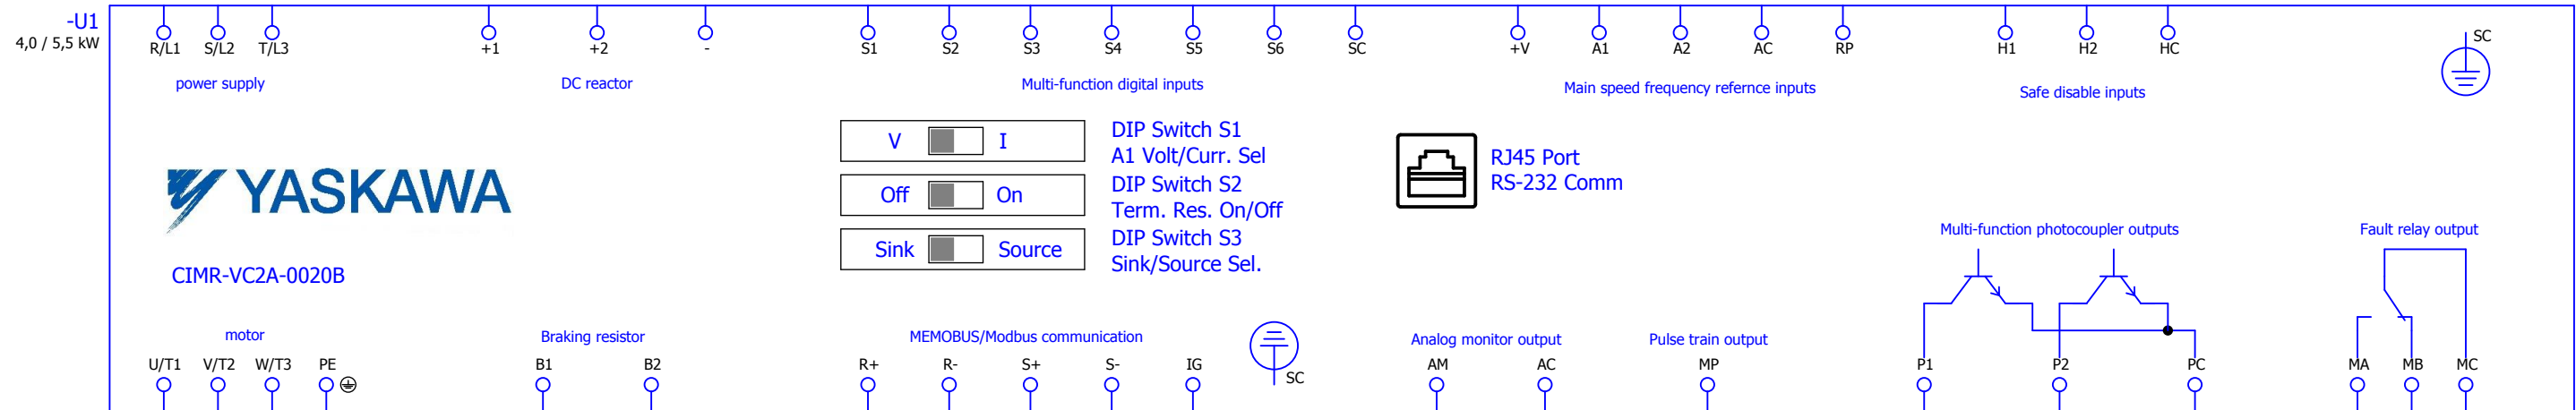 -U1
4,0 / 5,5 kW
R/L1 S/L2 T/L3 +1 +2 - S1 S2 S3 S4 S5 S6 SC +V A1 A2 AC RP H1 H2 HC SC
power supply DC reactor Multi-function digital inputs Main speed frequency refernce inputs Safe disable inputs
V I DIP Switch S1
A1 Volt/Curr. Sel
Off On DIP Switch S2
Term. Res. On/Off
Sink Source DIP Switch S3
Sink/Source Sel.
RJ45 Port
RS-232 Comm
YASKAWA
CIMR-VC2A-0020B
Multi-function photocoupler outputs Fault relay output
motor Braking resistor MEMOBUS/Modbus communication Analog monitor output Pulse train output
U/T1 V/T2 W/T3 PE B1 B2 R+ R- S+ S- IG SC AM AC MP P1 P2 PC MA MB MC